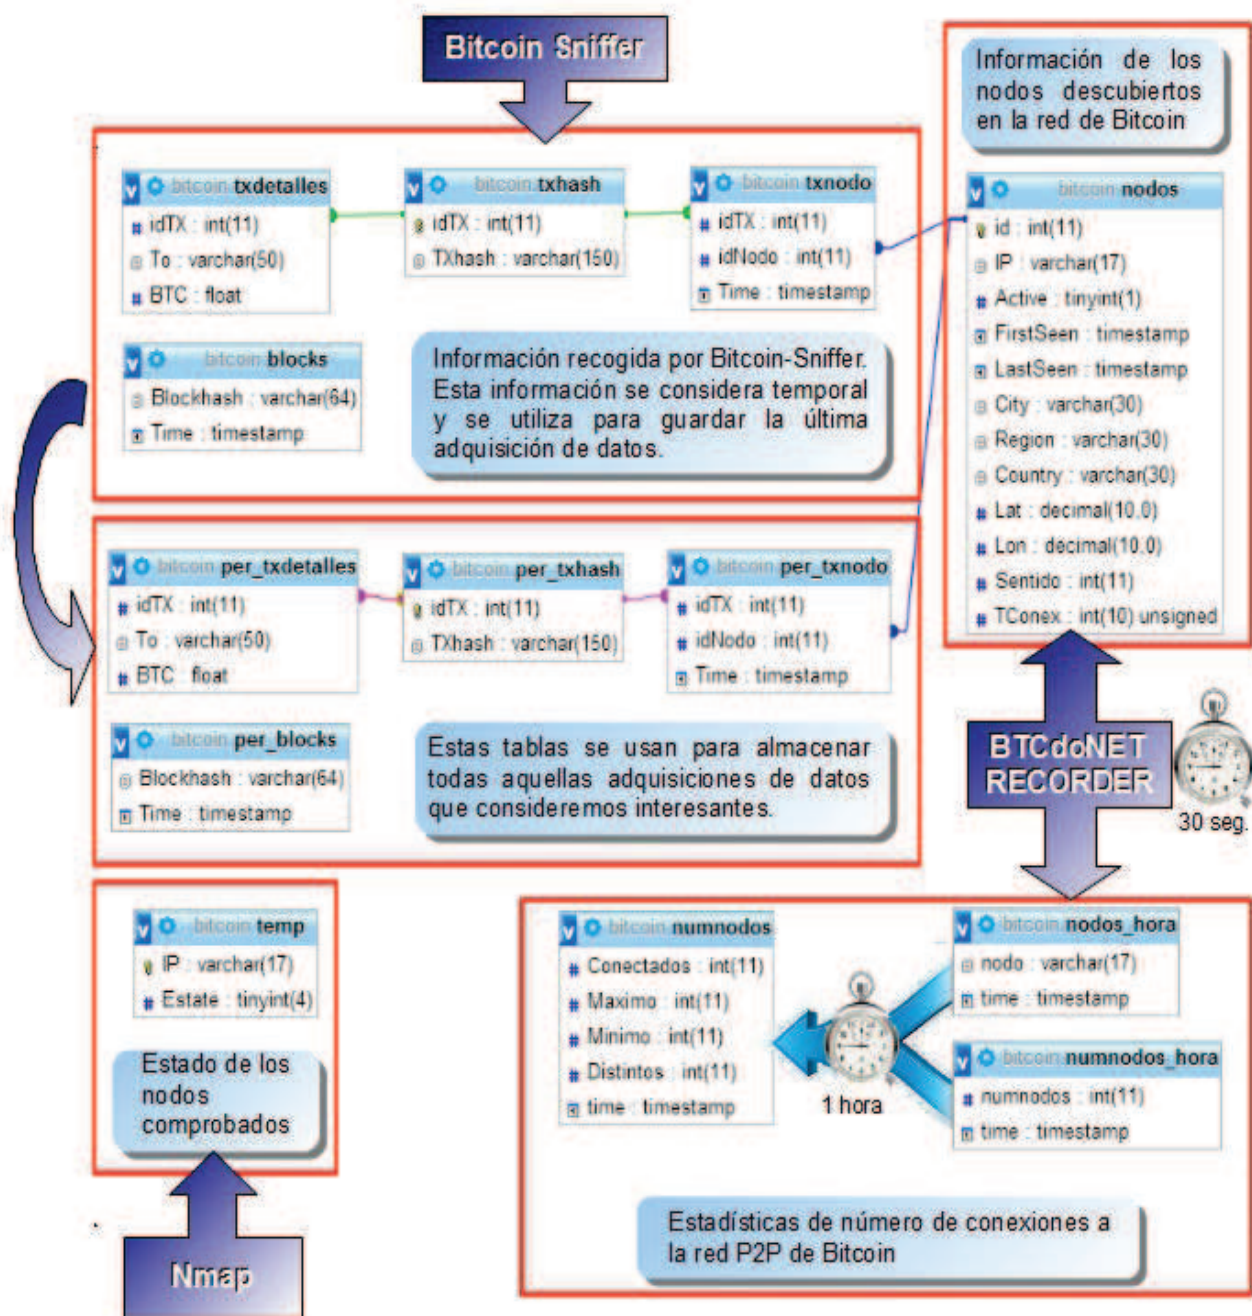 Bitcoin Sniffer
Información de los
nodos descubiertos
en la red de Bitcoin
bitcoin txdetalles
idTX : int(11)
To : varchar(50)
BTC : float
bitcoin txhash
idTX : int(11)
TXhash : varchar(150)
bitcoin txnodo
idTX : int(11)
idNodo : int(11)
Time : timestamp
bitcoin nodos
id : int(11)
IP : varchar(17)
Active : tinyint(1)
FirstSeen : timestamp
LastSeen : timestamp
City : varchar(30)
Region : varchar(30)
Country : varchar(30)
Lat : decimal(10,0)
Lon : decimal(10,0)
Sentido : int(11)
TConex : int(10) unsigned
bitcoin blocks
Blockhash : varchar(64)
Time : timestamp
Información recogida por Bitcoin-Sniffer.
Esta información se considera temporal
y se utiliza para guardar la última
adquisición de datos.
bitcoin per_txdetalles
idTX : int(11)
To : varchar(50)
BTC : float
bitcoin per_txhash
idTX : int(11)
TXhash : varchar(150)
bitcoin per_txnodo
idTX : int(11)
idNodo : int(11)
Time : timestamp
bitcoin per_blocks
Blockhash : varchar(64)
Time : timestamp
Estas tablas se usan para almacenar
todas aquellas adquisiciones de datos
que consideremos interesantes.
BTCdoNET
RECORDER
30 seg.
bitcoin temp
IP : varchar(17)
Estate : tinyint(4)
Estado de los
nodos
comprobados
Nmap
bitcoin numnodos
Conectados : int(11)
Maximo : int(11)
Minimo : int(11)
Distintos : int(11)
time : timestamp
1 hora
bitcoin nodos_hora
nodo : varchar(17)
time : timestamp
bitcoin numnodos_hora
numnodos : int(11)
time : timestamp
Estadísticas de número de conexiones a
la red P2P de Bitcoin